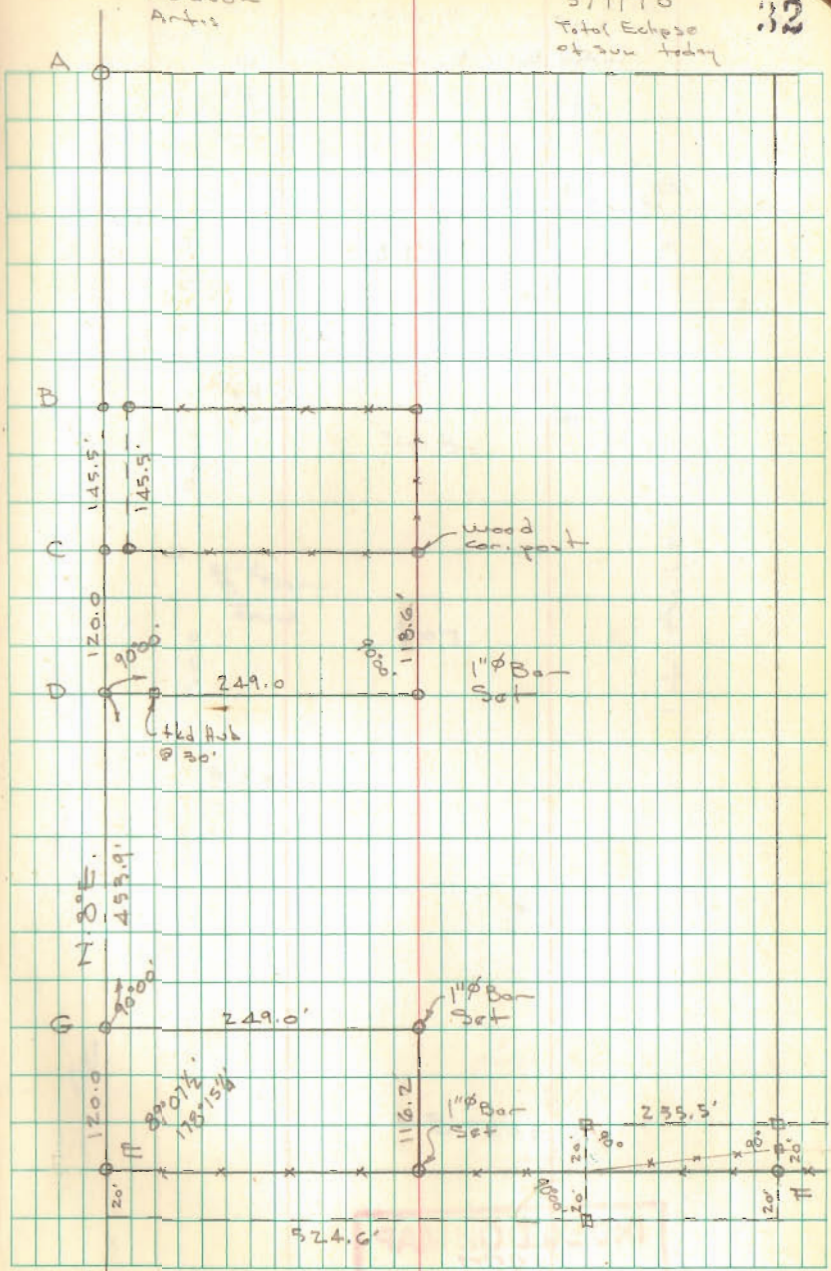 Artis
Total Eclipse
of sun today
32
A
B
145.5'
145.5'
C
wood
cor. post
120.0
90°00'
118.6'
90°00'
D
249.0
1"ø Bar
Set
tkd Hub
@ 30'
N. 8° E.
453.9'
90°00'
G
249.0'
1"ø Bar
Set
120.0
89°07½'
178°15'
116.2
1"ø Bar
Set
235.5'
20'
90°
90°
20'
20'
20'
90°00'
20'
524.6'